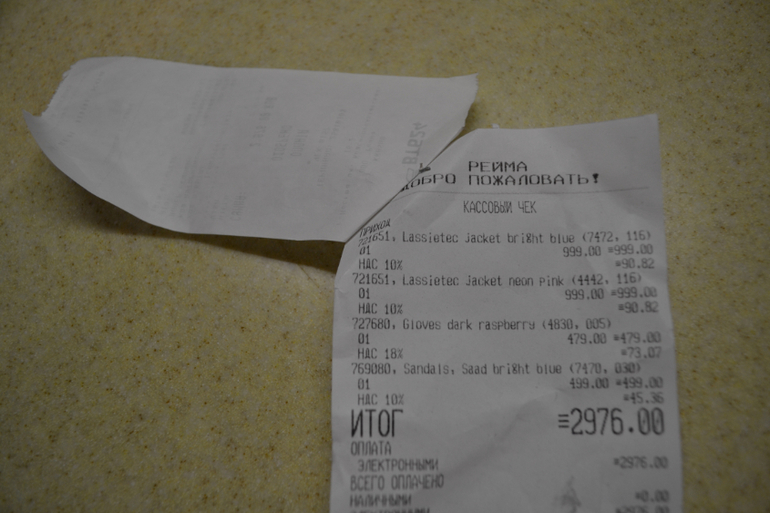 РЕЙМА
ДОБРО ПОЖАЛОВАТЬ!
КАССОВЫЙ ЧЕК
ПРИХОД
721651, Lassietec Jacket bright blue (7472, 116)
01 999.00 =999.00
НДС 10% =90.82
721651, Lassietec Jacket neon pink (4442, 116)
01 999.00 =999.00
НДС 10% =90.82
727680, Gloves dark raspberry (4830, 005)
01 479.00 =479.00
НДС 18% =73.07
769080, Sandals, Saad bright blue (7470, 030)
01 499.00 =499.00
НДС 10% =45.36
ИТОГ =2976.00
ОПЛАТА
ЭЛЕКТРОННЫМИ =2976.00
ВСЕГО ОПЛАЧЕНО
НАЛИЧНЫМИ =0.00
ЭЛЕКТРОННЫМИ =2976.00